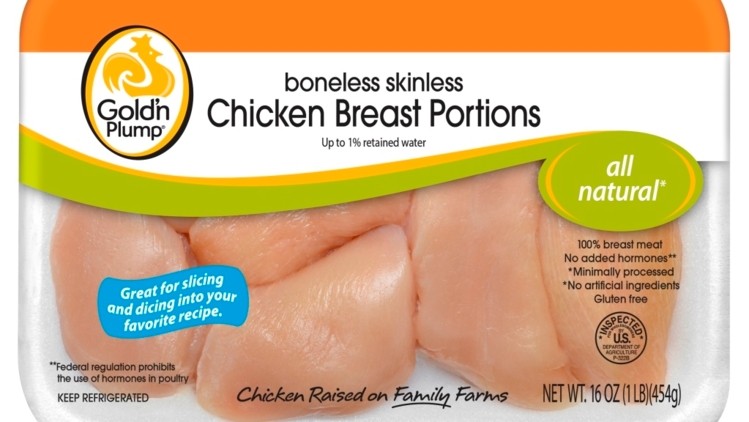 Gold'n
Plump®
boneless skinless
Chicken Breast Portions
Up to 1% retained water
all
natural*
100% breast meat
No added hormones**
*Minimally processed
*No artificial ingredients
Gluten free
Great for slicing
and dicing into your
favorite recipe.
INSPECTED
U.S.
DEPARTMENT OF
AGRICULTURE
**Federal regulation prohibits
the use of hormones in poultry
KEEP REFRIGERATED
Chicken Raised on Family Farms
NET WT. 16 OZ (1 LB)(454g)